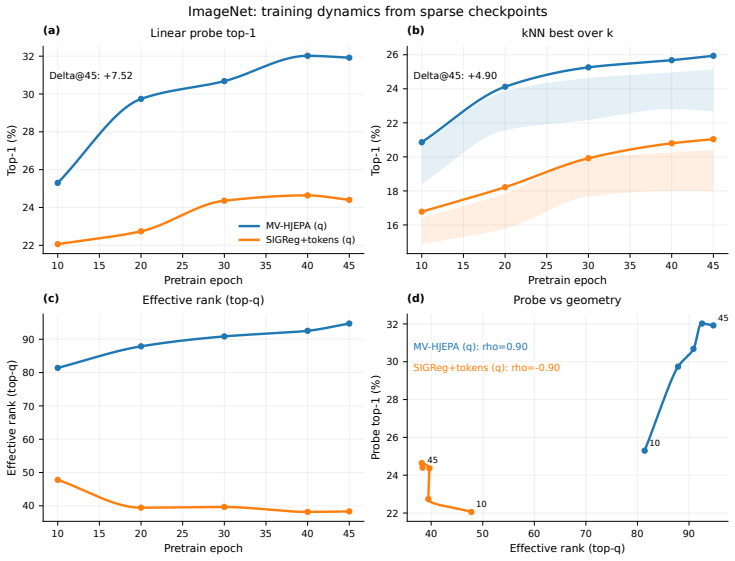 ImageNet: training dynamics from sparse checkpoints
(a)
Linear probe top-1
Delta@45: +7.52
Top-1 (%)
32
30
28
26
24
22
MV-HJEPA (q)
SIGReg+tokens (q)
10
15
20
25
30
35
40
45
Pretrain epoch
(b)
kNN best over k
Delta@45: +4.90
Top-1 (%)
26
24
22
20
18
16
10
15
20
25
30
35
40
45
Pretrain epoch
(c)
Effective rank (top-q)
Effective rank (top-q)
90
80
70
60
50
40
10
15
20
25
30
35
40
45
Pretrain epoch
(d)
Probe vs geometry
MV-HJEPA (q): rho=0.90
SIGReg+tokens (q): rho=-0.90
Probe top-1 (%)
32
30
28
26
24
22
45
10
45
10
40
50
60
70
80
90
Effective rank (top-q)